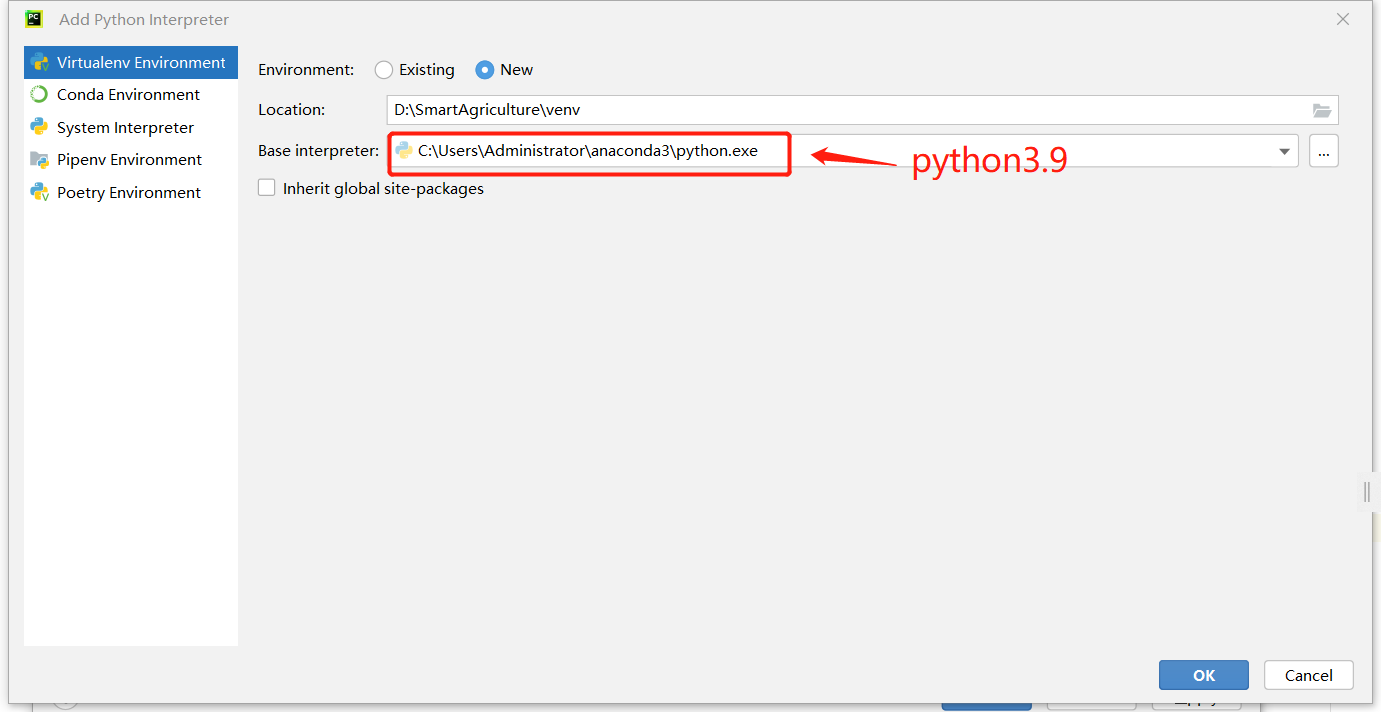 PC
Add Python Interpreter
Virtualenv Environment
Conda Environment
System Interpreter
Pipenv Environment
Poetry Environment
Environment: Existing New
Location: D:\SmartAgriculture\venv
Base interpreter: C:\Users\Administrator\anaconda3\python.exe ... python3.9
Inherit global site-packages
OK Cancel